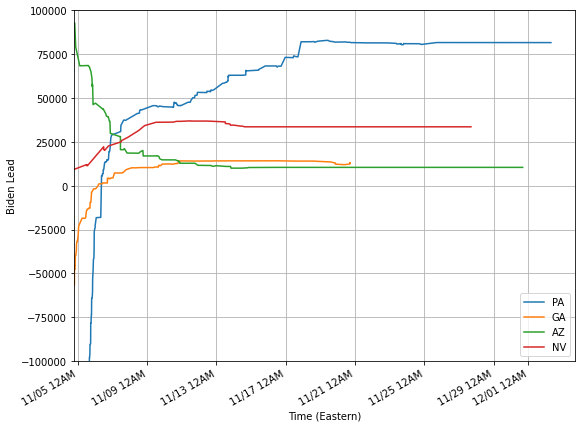 100000
75000
50000
25000
0
−25000
−50000
−75000
−100000
Biden Lead
PA
GA
AZ
NV
11/05 12AM
11/09 12AM
11/13 12AM
11/17 12AM
11/21 12AM
11/25 12AM
11/29 12AM
12/01 12AM
Time (Eastern)